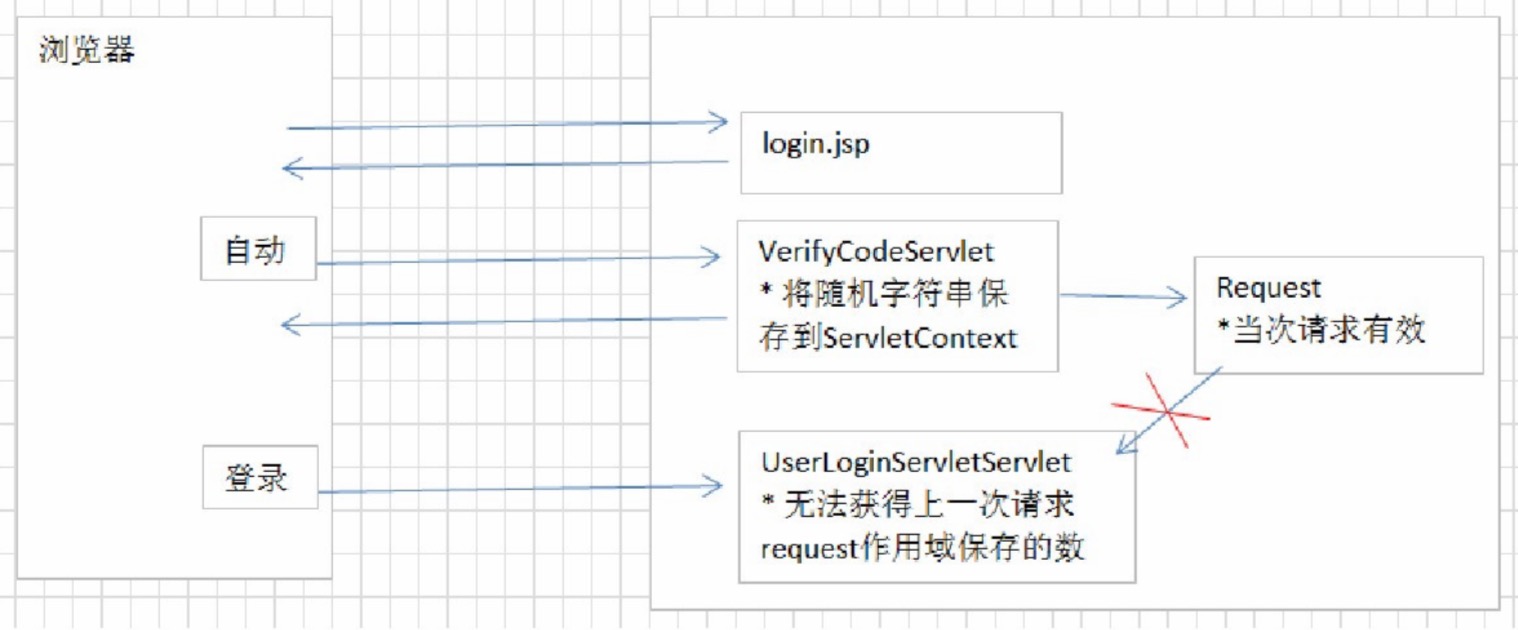 浏览器
login.jsp
自动
VerifyCodeServlet
* 将随机字符串保
存到ServletContext
Request
*当次请求有效
登录
UserLoginServletServlet
* 无法获得上一次请求
request作用域保存的数